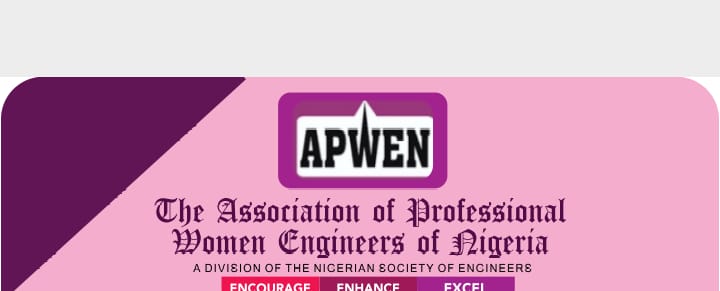 APWEN
The Association of Professional
Women Engineers of Nigeria
A DIVISION OF THE NIGERIAN SOCIETY OF ENGINEERS
ENCOURAGE ENHANCE EXCEL